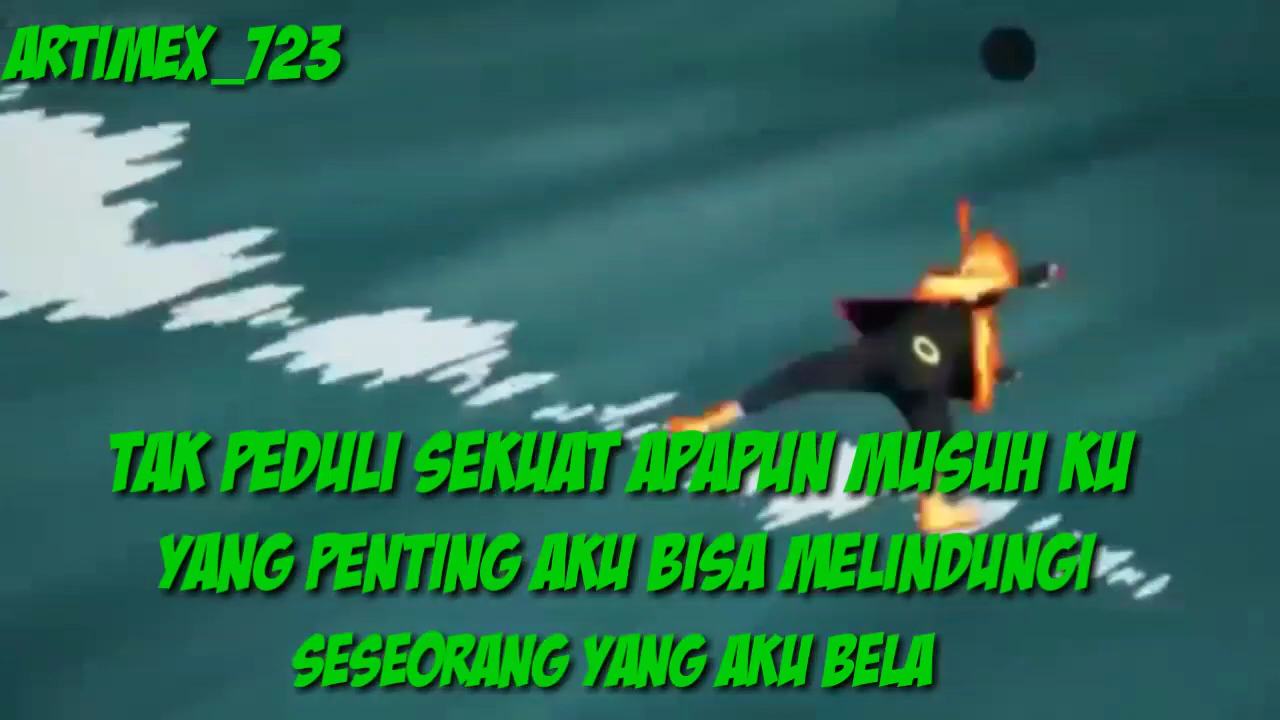 ARTIMEX_723
TAK PEDULI SEKUAT APAPUN MUSUH KU
YANG PENTING AKU BISA MELINDUNGI
SESEORANG YANG AKU BELA